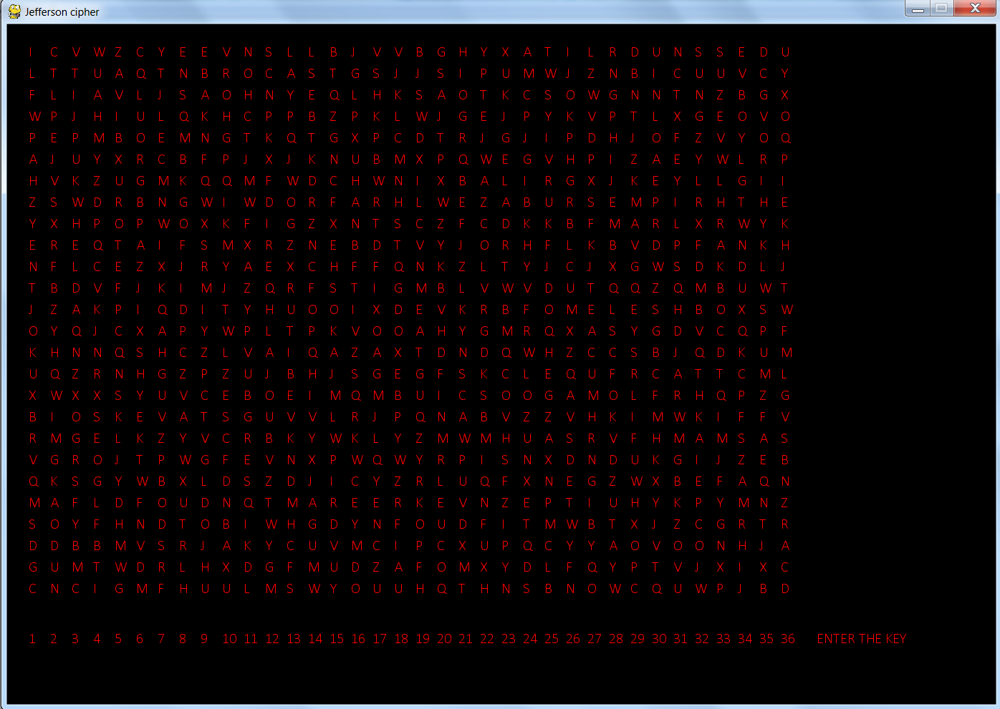 Jefferson cipher
I C V W Z C Y E E V N S L L B J V V B G H Y X A T I L R D U N S S E D U
L T T U A Q T N B R O C A S T G S J J S I P U M W J Z N B I C U U V C Y
F L I A V L J S A O H N Y E Q L H K S A O T K C S O W G N N T N Z B G X
W P J H I U L Q K H C P P B Z P K L W J G E J P Y K V P T L X G E O V O
P E P M B O E M N G T K Q T G X P C D T R J G J I P D H J O F Z V Y O Q
A J U Y X R C B F P J X J K N U B M X P Q W E G V H P I Z A E Y W L R P
H V K Z U G M K Q Q M F W D C H W N I X B A L I R G X J K E Y L L G I I
Z S W D R B N G W I W D O R F A R H L W E Z A B U R S E M P I R H T H E
Y X H P O P W O X K F I G Z X N T S C Z F C D K K B F M A R L X R W Y K
E R E Q T A I F S M X R Z N E B D T V Y J O R H F L K B V D P F A N K H
N F L C E Z X J R Y A E X C H F F Q N K Z L T Y J C J X G W S D K D L J
T B D V F J K I M J Z Q R F S T I G M B L V W V D U T Q Q Z Q M B U W T
J Z A K P I Q D I T Y H U O O I X D E V K R B F O M E L E S H B O X S W
O Y Q J C X A P Y W P L T P K V O O A H Y G M R Q X A S Y G D V C Q P F
K H N N Q S H C Z L V A I Q A Z A X T D N D Q W H Z C C S B J Q D K U M
U Q Z R N H G Z P Z U J B H J S G E G F S K C L E Q U F R C A T T C M L
X W X X S Y U V C E B O E I M Q M B U I C S O O G A M O L F R H Q P Z G
B I O S K E V A T S G U V V L R J P Q N A B V Z Z V H K I M W K I F F V
R M G E L K Z Y V C R B K Y W K L Y Z M W M H U A S R V F H M A M S A S
V G R O J T P W G F E V N X P W Q W Y R P I S N X D N D U K G I J Z E B
Q K S G Y W B X L D S Z D J I C Y Z R L U Q F X N E G Z W X B E F A Q N
M A F L D F O U D N Q T M A R E E R K E V N Z E P T I U H Y K P Y M N Z
S O Y F H N D T O B I W H G D Y N F O U D F I T M W B T X J Z C G R T R
D D B B M V S R J A K Y C U V M C I P C X U P Q C Y Y A O V O O N H J A
G U M T W D R L H X D G F M U D Z A F O M X Y D L F Q Y P T V J X I X C
C N C I G M F H U U L M S W Y O U U H Q T H N S B N O W C Q U W P J B D
1 2 3 4 5 6 7 8 9 10 11 12 13 14 15 16 17 18 19 20 21 22 23 24 25 26 27 28 29 30 31 32 33 34 35 36 ENTER THE KEY